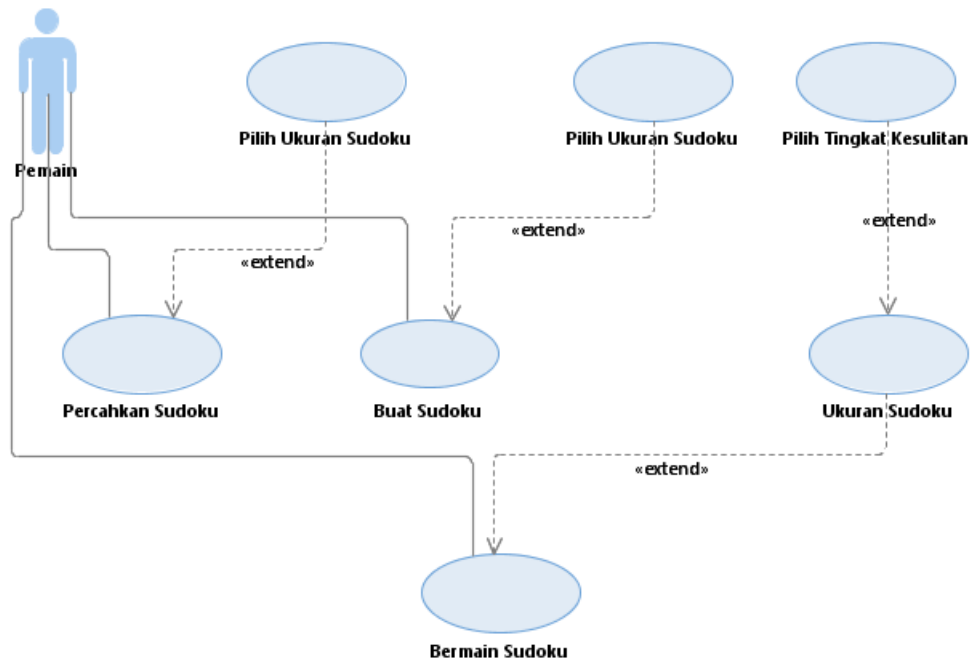 Pilih Ukuran Sudoku
Pilih Ukuran Sudoku
Pilih Tingkat Kesulitan
Pemain
«extend»
«extend»
«extend»
Percahkan Sudoku
Buat Sudoku
Ukuran Sudoku
«extend»
Bermain Sudoku